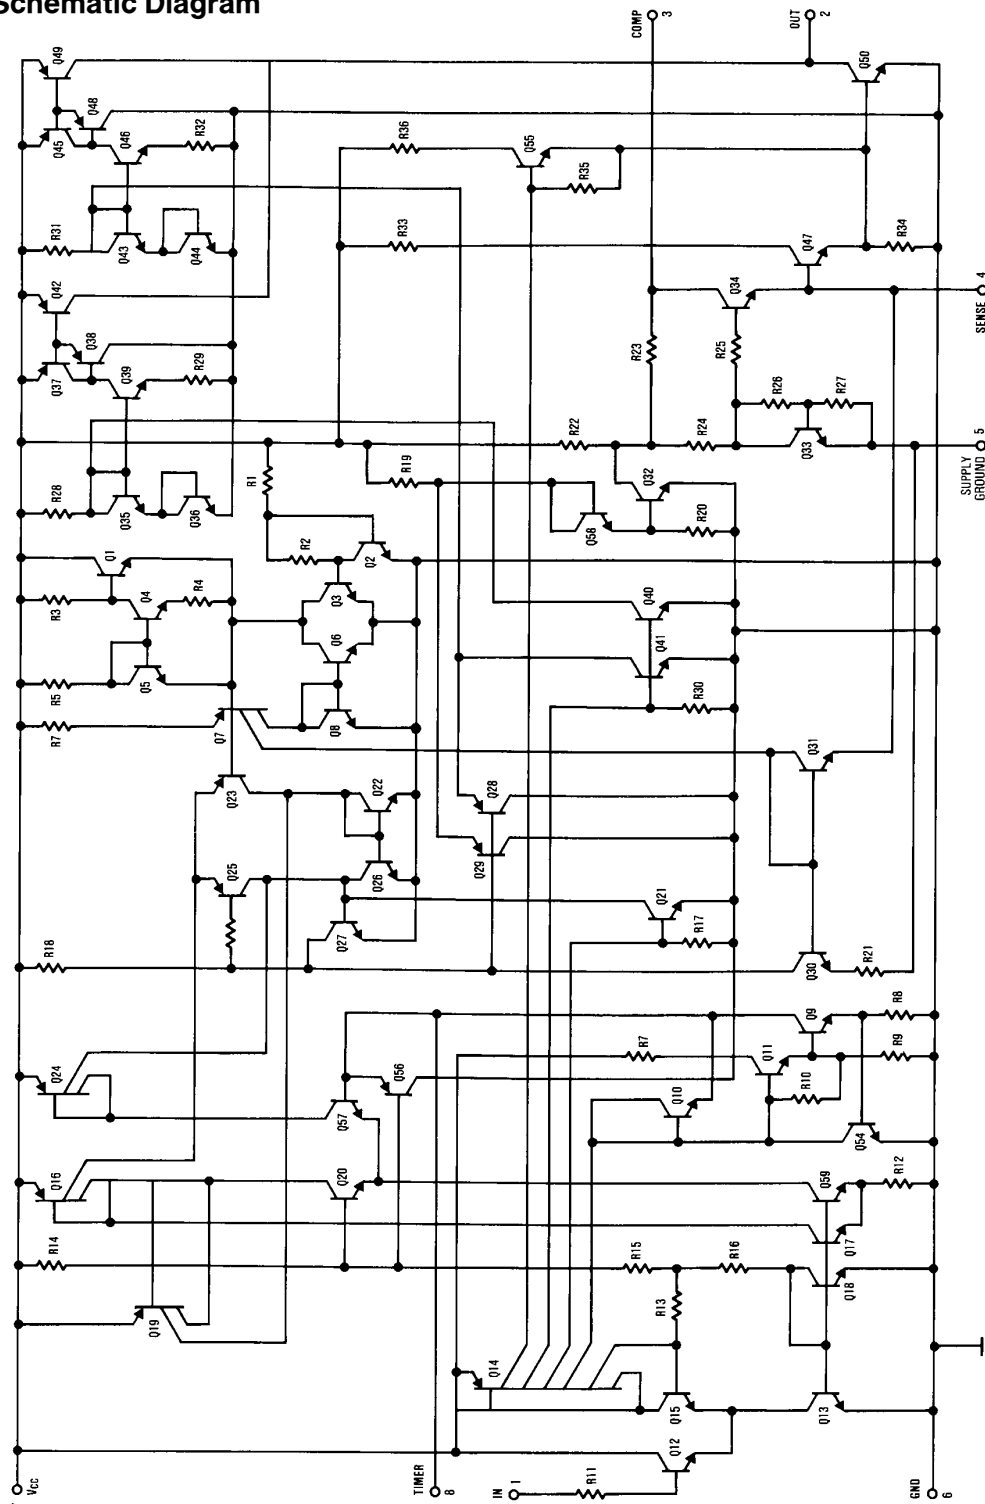 Schematic Diagram
COMP
3
OUT
2
Q49
Q48
Q45
Q46
R32
Q50
R36
Q55
R35
R31
Q43
Q44
R33
Q47
R34
Q42
Q34
SENSE
4
Q38
Q37
Q39
R29
R23
R25
R26
R27
R22
R24
Q33
R1
R19
SUPPLY
GROUND
5
R28
Q35
Q36
Q32
Q58
R20
Q1
R2
Q2
R3
Q4
R4
Q3
Q40
Q6
Q41
R5
Q5
R30
R7
Q7
Q8
Q31
Q23
Q22
Q28
Q25
Q26
Q29
Q21
Q27
R17
R18
Q30
R21
Q9
R8
R7
Q11
R9
Q24
Q56
R10
Q10
Q57
Q54
Q16
Q20
Q59
R12
Q17
R14
R15
R16
Q18
R13
Q19
Q14
Q15
Q13
Q12
VCC
TIMER
8
IN
1
R11
GND
6